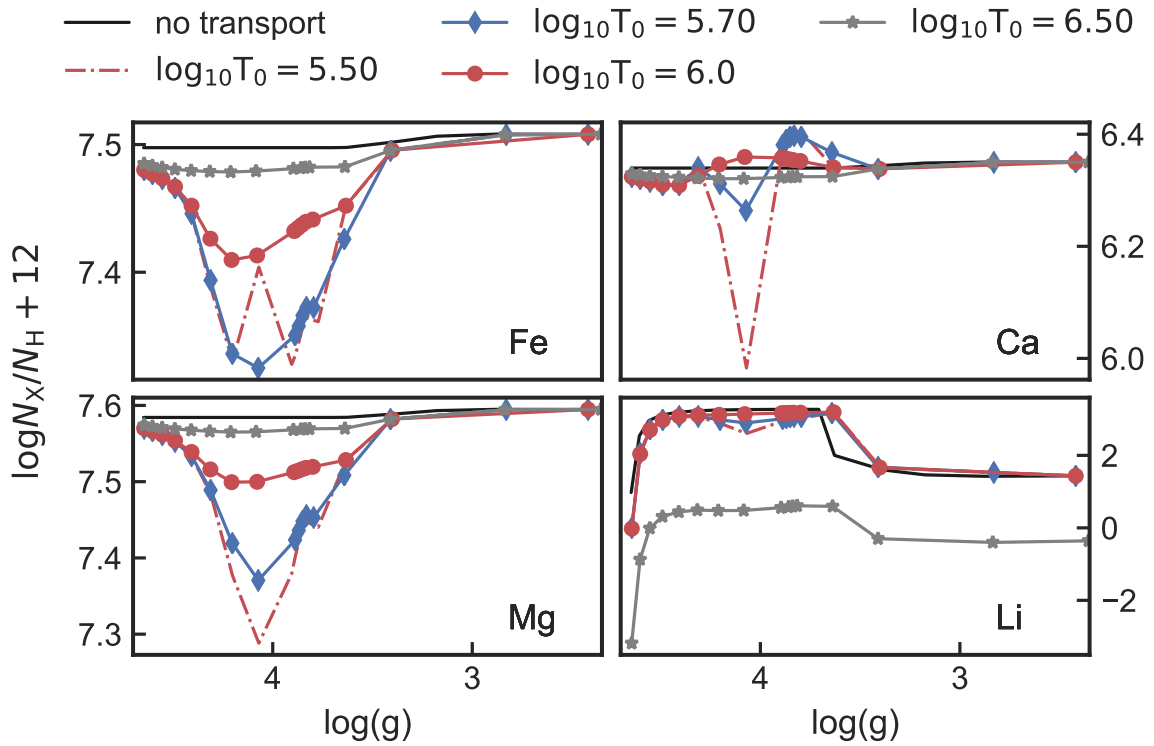 no transport
log₁₀T₀ = 5.70
log₁₀T₀ = 6.50
log₁₀T₀ = 5.50
log₁₀T₀ = 6.0
logN_X/N_H + 12
7.5
7.4
Fe
6.4
6.2
6.0
Ca
7.6
7.5
7.4
7.3
Mg
2
0
−2
Li
4
3
4
3
log(g)
log(g)